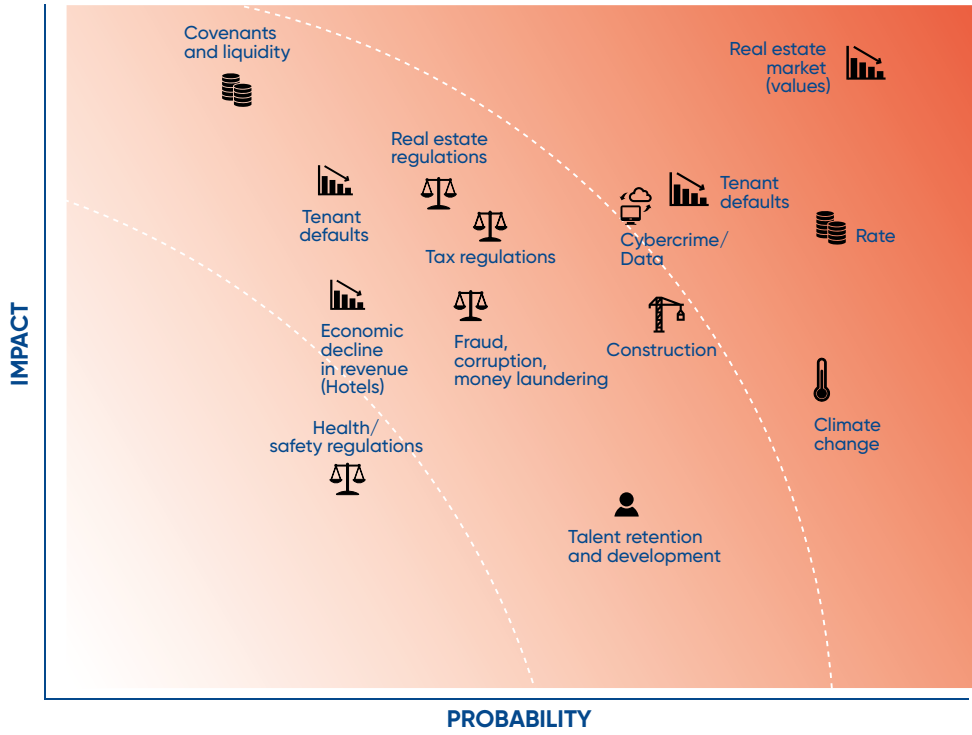 Covenants
and liquidity
Real estate
market
(values)
Real estate
regulations
Tenant
defaults
Tenant
defaults
Cybercrime/
Data
Rate
Tax regulations
Economic
decline
in revenue
(Hotels)
Fraud,
corruption,
money laundering
Construction
Climate
change
Health/
safety regulations
Talent retention
and development
IMPACT
PROBABILITY